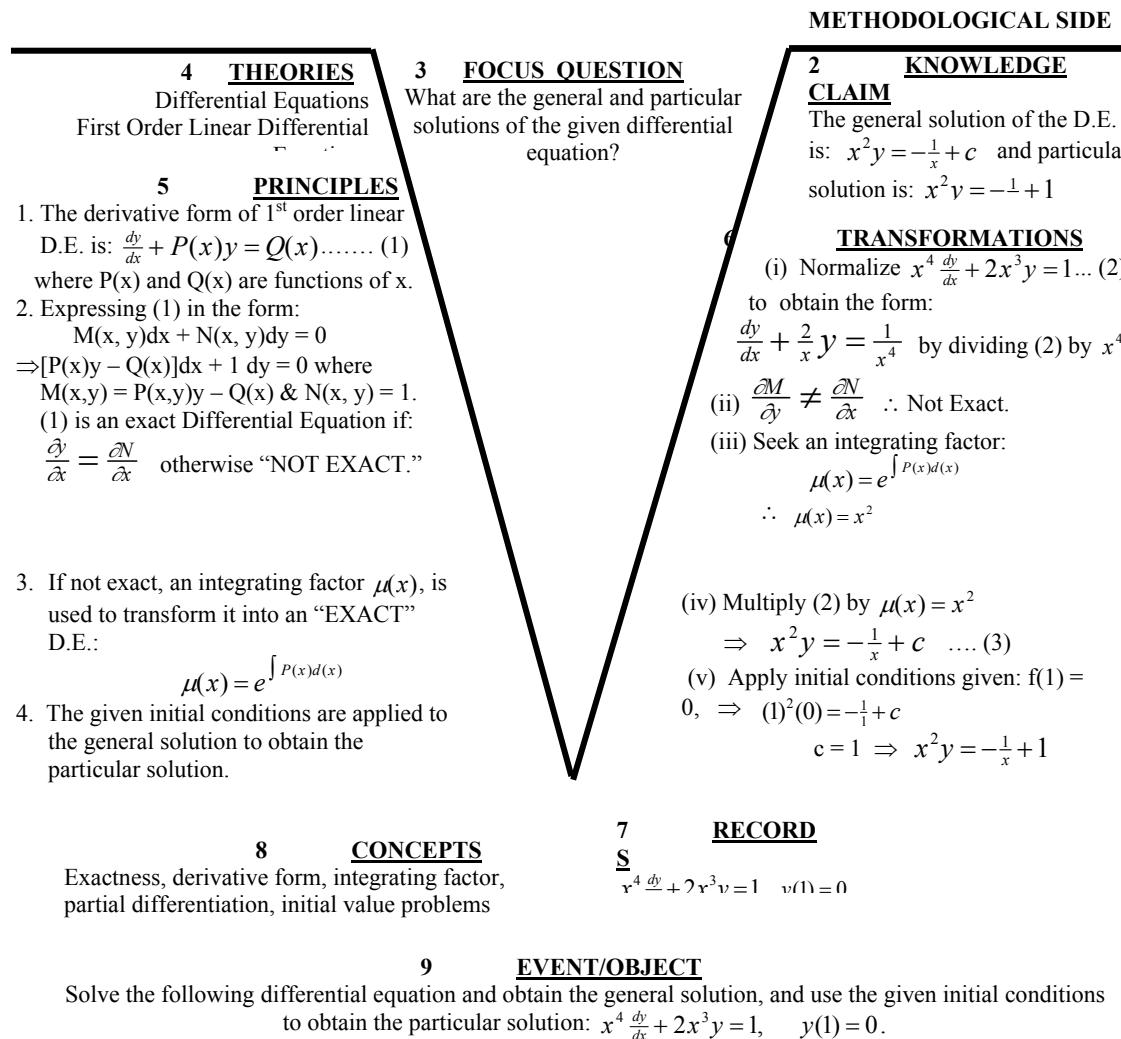 METHODOLOGICAL SIDE
4 THEORIES
Differential Equations
First Order Linear Differential
5 PRINCIPLES
1. The derivative form of 1st order linear
D.E. is: dy/dx + P(x)y = Q(x)....... (1)
where P(x) and Q(x) are functions of x.
2. Expressing (1) in the form:
M(x, y)dx + N(x, y)dy = 0
⇒[P(x)y – Q(x)]dx + 1 dy = 0 where
M(x,y) = P(x,y)y – Q(x) & N(x, y) = 1.
(1) is an exact Differential Equation if:
∂y/∂x = ∂N/∂x otherwise “NOT EXACT.”
3. If not exact, an integrating factor μ(x), is
used to transform it into an “EXACT”
D.E.:
μ(x) = e^∫P(x)d(x)
4. The given initial conditions are applied to
the general solution to obtain the
particular solution.
3 FOCUS QUESTION
What are the general and particular
solutions of the given differential
equation?
2 KNOWLEDGE
CLAIM
The general solution of the D.E.
is: x²y = −1/x + c and particula
solution is: x²y = −1/x + 1
6 TRANSFORMATIONS
(i) Normalize x⁴ dy/dx + 2x³y = 1... (2)
to obtain the form:
dy/dx + 2/x y = 1/x⁴ by dividing (2) by x⁴
(ii) ∂M/∂y ≠ ∂N/∂x ∴ Not Exact.
(iii) Seek an integrating factor:
μ(x) = e^∫P(x)d(x)
∴ μ(x) = x²
(iv) Multiply (2) by μ(x) = x²
⇒ x²y = −1/x + c .... (3)
(v) Apply initial conditions given: f(1) =
0, ⇒ (1)²(0) = −1/1 + c
c = 1 ⇒ x²y = −1/x + 1
8 CONCEPTS
Exactness, derivative form, integrating factor,
partial differentiation, initial value problems
7 RECORD
S
x⁴ dy/dx + 2x³y = 1 y(1) = 0
9 EVENT/OBJECT
Solve the following differential equation and obtain the general solution, and use the given initial conditions
to obtain the particular solution: x⁴ dy/dx + 2x³y = 1, y(1) = 0.